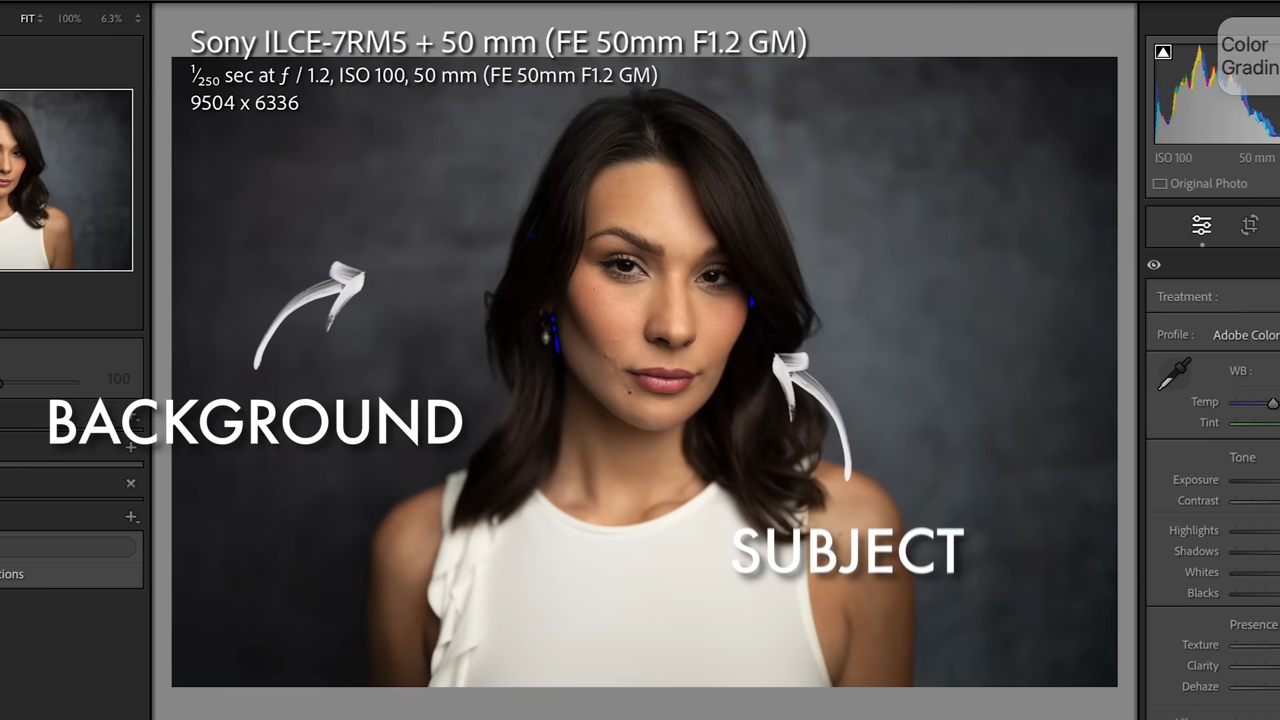 FIT 100% 6.3%
Sony ILCE-7RM5 + 50 mm (FE 50mm F1.2 GM)
1/250 sec at ƒ / 1.2, ISO 100, 50 mm (FE 50mm F1.2 GM)
9504 x 6336
Color
Gradin
ISO 100 50 mm
Original Photo
Treatment :
Profile : Adobe Color
WB :
Temp
Tint
Tone
Exposure
Contrast
Highlights
Shadows
Whites
Blacks
Presence
Texture
Clarity
Dehaze
100
BACKGROUND
SUBJECT
tions